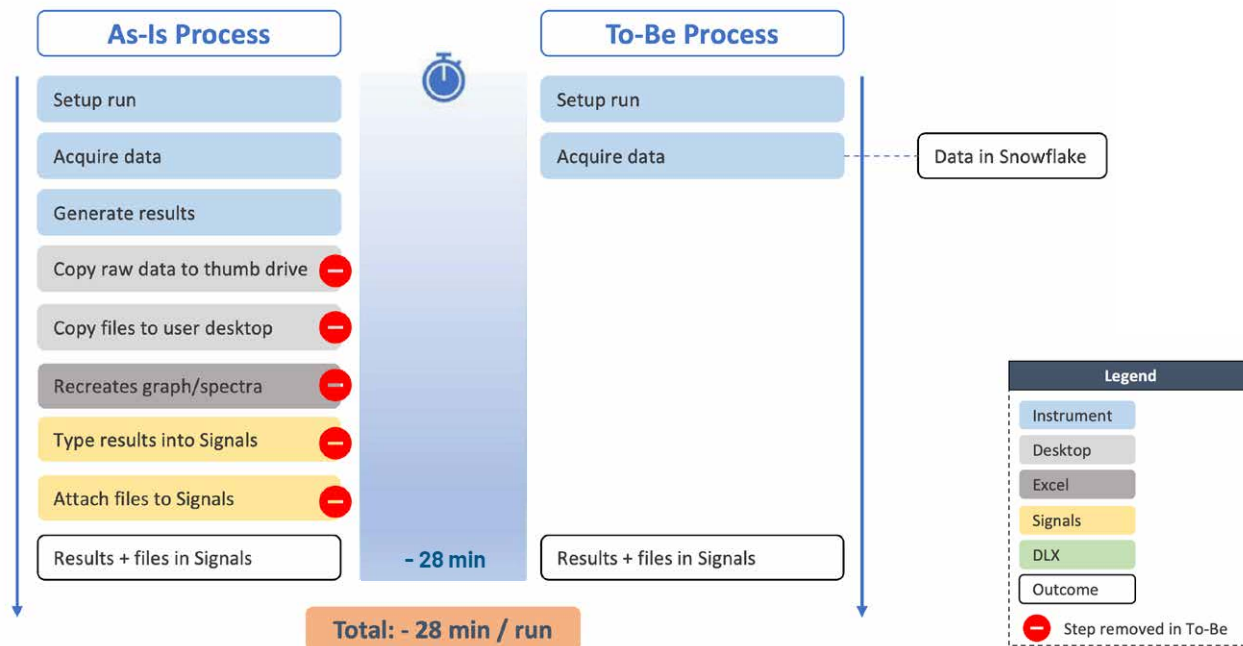 As-Is Process
To-Be Process
Setup run
Setup run
Acquire data
Acquire data
Data in Snowflake
Generate results
Copy raw data to thumb drive
Copy files to user desktop
Recreates graph/spectra
Type results into Signals
Attach files to Signals
Results + files in Signals
- 28 min
Results + files in Signals
Total: - 28 min / run
Legend
Instrument
Desktop
Excel
Signals
DLX
Outcome
Step removed in To-Be